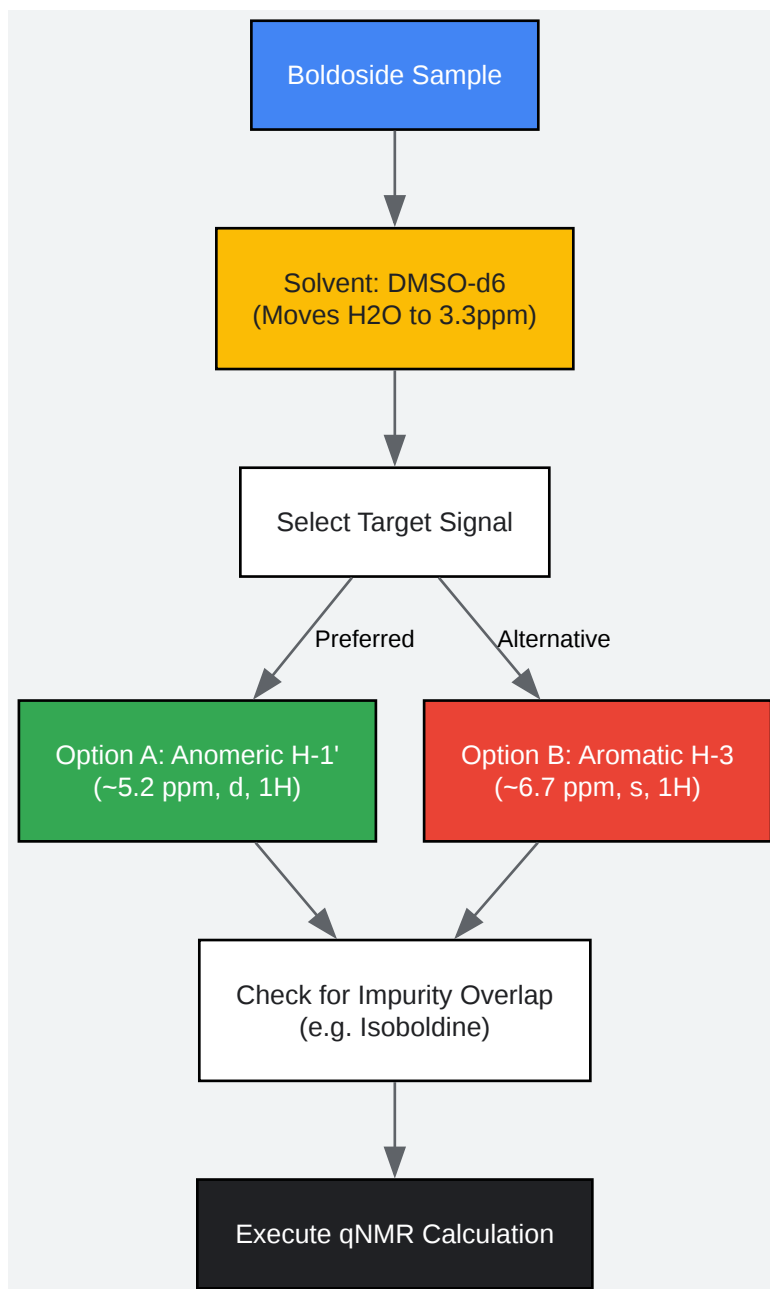 Boldoside Sample
Solvent: DMSO-d6
(Moves H2O to 3.3ppm)
Select Target Signal
Preferred
Alternative
Option A: Anomeric H-1'
(~5.2 ppm, d, 1H)
Option B: Aromatic H-3
(~6.7 ppm, s, 1H)
Check for Impurity Overlap
(e.g. Isoboldine)
Execute qNMR Calculation